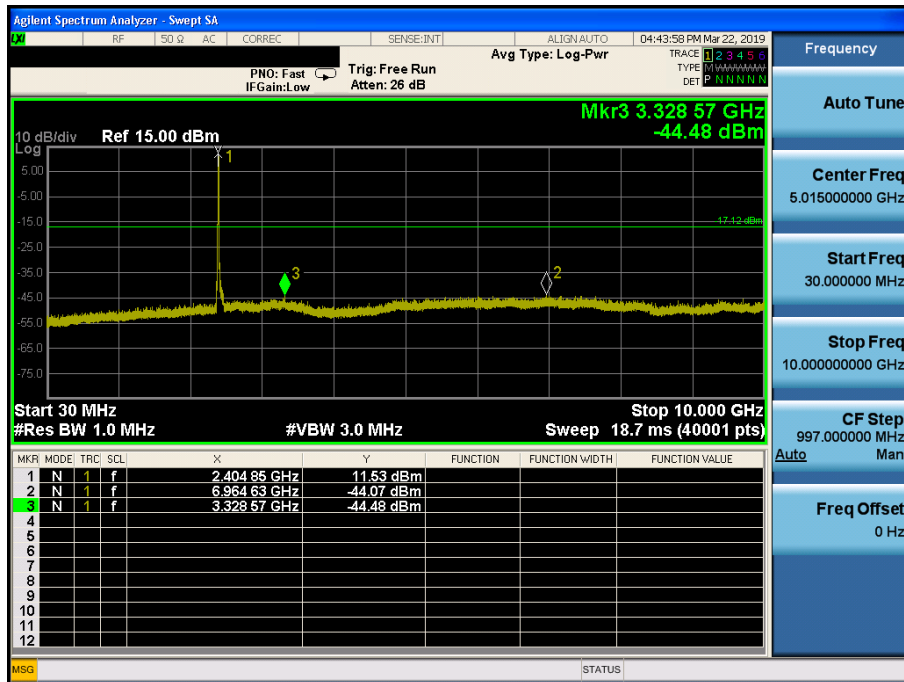 Agilent Spectrum Analyzer - Swept SA
LXI RF 50 Ω AC CORREC SENSE:INT ALIGN AUTO 04:43:58 PM Mar 22, 2019
Frequency
Avg Type: Log-Pwr TRACE 1 2 3 4 5 6
PNO: Fast Trig: Free Run TYPE M W W W W W
IFGain:Low Atten: 26 dB DET P N N N N N
Auto Tune
Mkr3 3.328 57 GHz
10 dB/div Ref 15.00 dBm -44.48 dBm
Log
1
5.00
-5.00
-15.0
-17.12 dBm
-25.0
-35.0
3
2
-45.0
-55.0
-65.0
-75.0
Start 30 MHz Stop 10.000 GHz
#Res BW 1.0 MHz #VBW 3.0 MHz Sweep 18.7 ms (40001 pts)
Center Freq
5.015000000 GHz
Start Freq
30.000000 MHz
Stop Freq
10.000000000 GHz
CF Step
997.000000 MHz
Auto Man
Freq Offset
0 Hz
MKR MODE TRC SCL X Y FUNCTION FUNCTION WIDTH FUNCTION VALUE
1 N 1 f 2.404 85 GHz 11.53 dBm
2 N 1 f 6.964 63 GHz -44.07 dBm
3 N 1 f 3.328 57 GHz -44.48 dBm
4
5
6
7
8
9
10
11
12
MSG STATUS